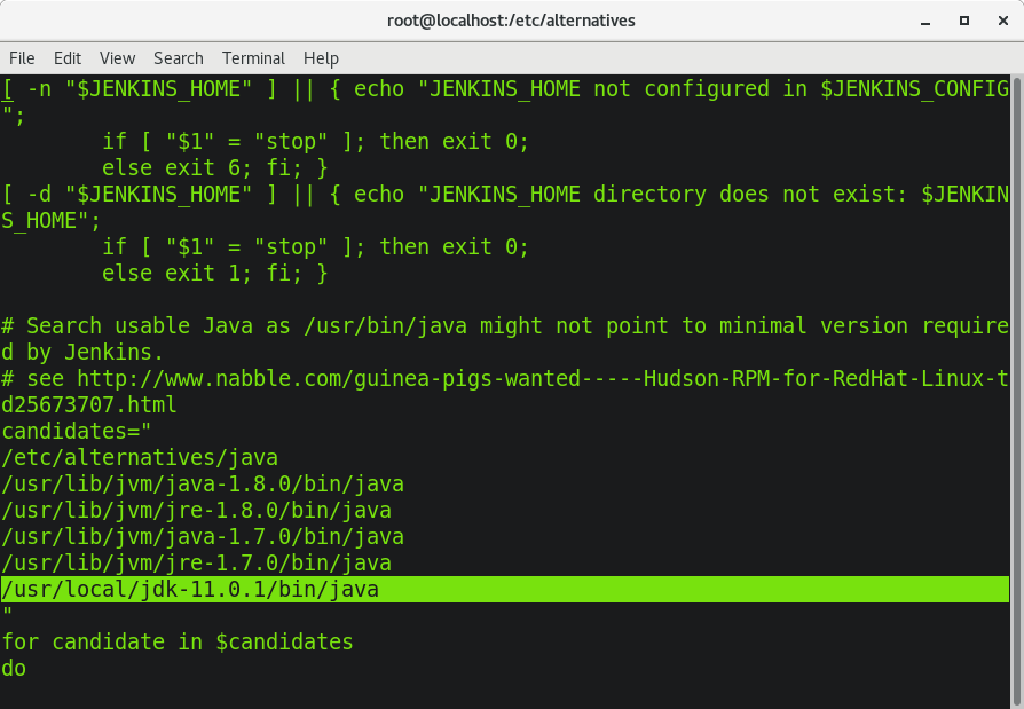 root@localhost:/etc/alternatives
File Edit View Search Terminal Help
[ -n "$JENKINS_HOME" ] || { echo "JENKINS_HOME not configured in $JENKINS_CONFIG
";
        if [ "$1" = "stop" ]; then exit 0;
        else exit 6; fi; }
[ -d "$JENKINS_HOME" ] || { echo "JENKINS_HOME directory does not exist: $JENKIN
S_HOME";
        if [ "$1" = "stop" ]; then exit 0;
        else exit 1; fi; }
# Search usable Java as /usr/bin/java might not point to minimal version require
d by Jenkins.
# see http://www.nabble.com/guinea-pigs-wanted-----Hudson-RPM-for-RedHat-Linux-t
d25673707.html
candidates="
/etc/alternatives/java
/usr/lib/jvm/java-1.8.0/bin/java
/usr/lib/jvm/jre-1.8.0/bin/java
/usr/lib/jvm/java-1.7.0/bin/java
/usr/lib/jvm/jre-1.7.0/bin/java
/usr/local/jdk-11.0.1/bin/java
"
for candidate in $candidates
do